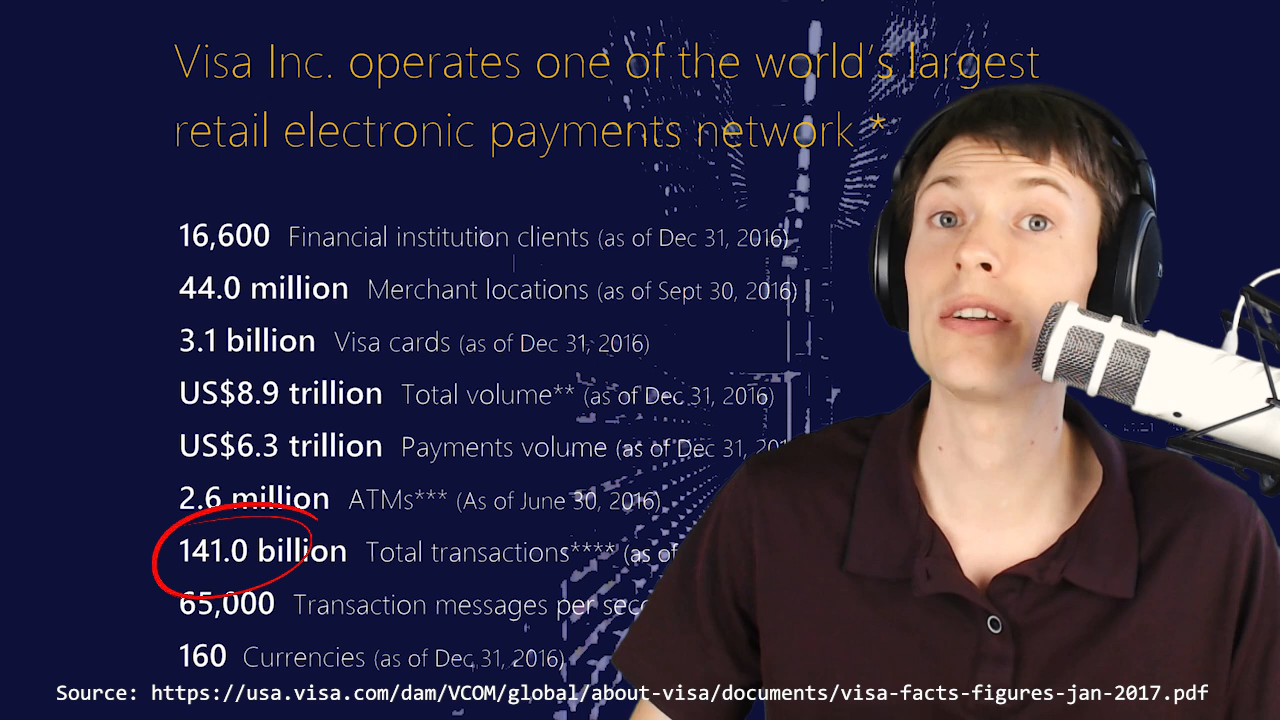 Visa Inc. operates one of the world's largest
retail electronic payments network *
16,600 Financial institution clients (as of Dec 31, 2016)
44.0 million Merchant locations (as of Sept 30, 2016)
3.1 billion Visa cards (as of Dec 31, 2016)
US$8.9 trillion Total volume** (as of Dec 31, 2016)
US$6.3 trillion Payments volume (as of Dec 31, 201
2.6 million ATMs*** (As of June 30, 2016)
141.0 billion Total transactions**** (as of
65,000 Transaction messages per seco
160 Currencies (as of Dec 31, 2016)
Source: https://usa.visa.com/dam/VCOM/global/about-visa/documents/visa-facts-figures-jan-2017.pdf